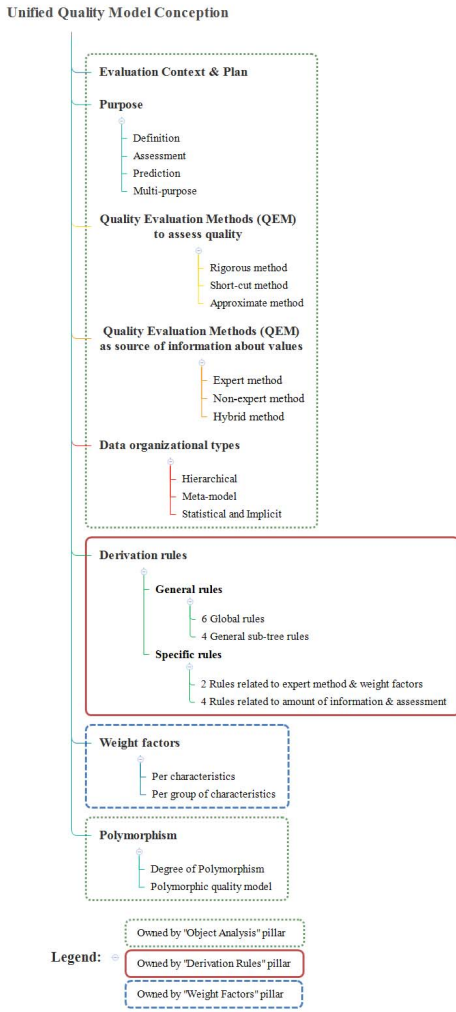 Unified Quality Model Conception
Evaluation Context & Plan
Purpose
Definition
Assessment
Prediction
Multi-purpose
Quality Evaluation Methods (QEM)
to assess quality
Rigorous method
Short-cut method
Approximate method
Quality Evaluation Methods (QEM)
as source of information about values
Expert method
Non-expert method
Hybrid method
Data organizational types
Hierarchical
Meta-model
Statistical and Implicit
Derivation rules
General rules
6 Global rules
4 General sub-tree rules
Specific rules
2 Rules related to expert method & weight factors
4 Rules related to amount of information & assessment
Weight factors
Per characteristics
Per group of characteristics
Polymorphism
Degree of Polymorphism
Polymorphic quality model
Legend:
Owned by "Object Analysis" pillar
Owned by "Derivation Rules" pillar
Owned by "Weight Factors" pillar